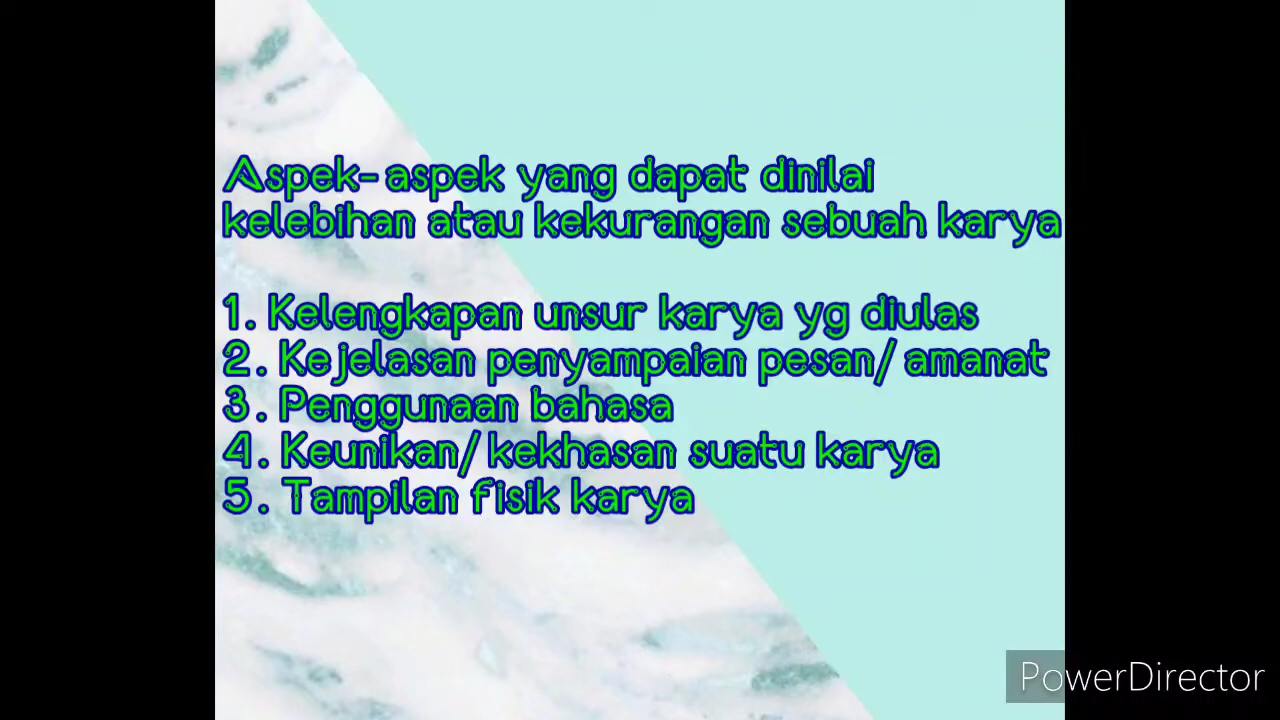 Aspek-aspek yang dapat dinilai
kelebihan atau kekurangan sebuah karya
1. Kelengkapan unsur karya yg diulas
2. Kejelasan penyampaian pesan/ amanat
3. Penggunaan bahasa
4. Keunikan/ kekhasan suatu karya
5. Tampilan fisik karya
PowerDirector